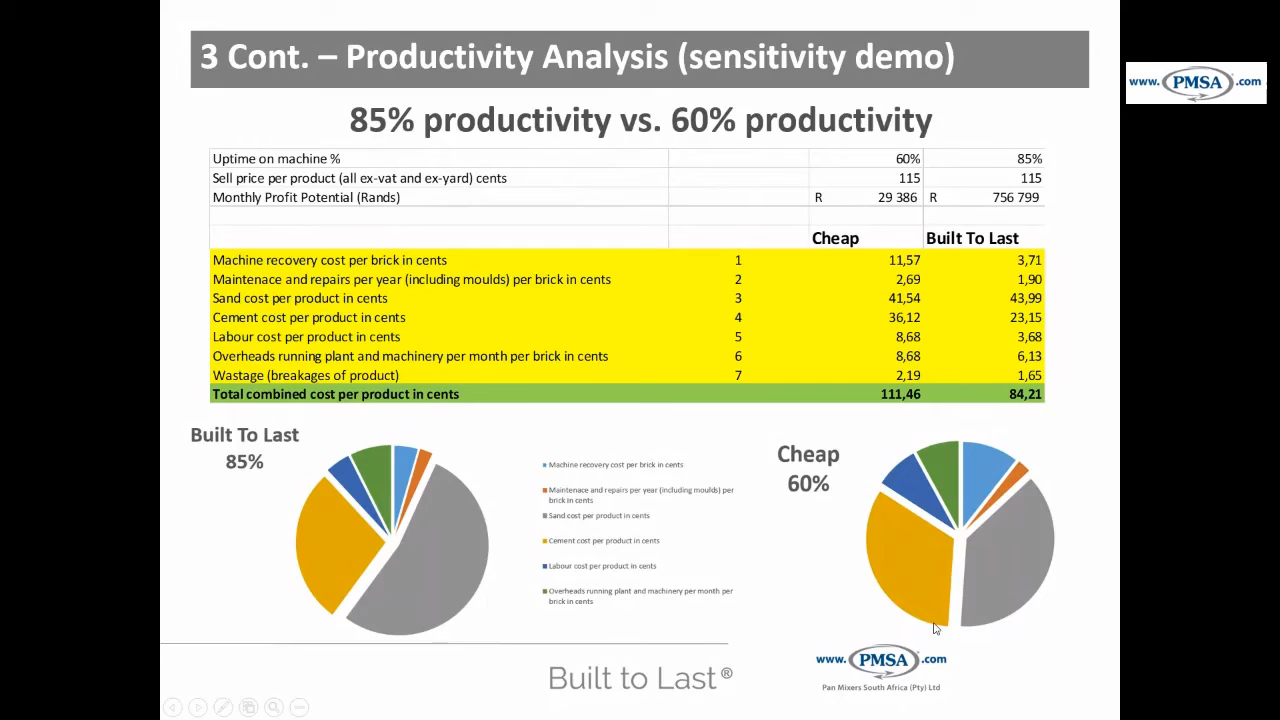 3 Cont. – Productivity Analysis (sensitivity demo)
www. PMSA .com
85% productivity vs. 60% productivity
Uptime on machine % 60% 85%
Sell price per product (all ex-vat and ex-yard) cents 115 115
Monthly Profit Potential (Rands) R 29 386 R 756 799
Cheap Built To Last
Machine recovery cost per brick in cents 1 11,57 3,71
Maintenace and repairs per year (including moulds) per brick in cents 2 2,69 1,90
Sand cost per product in cents 3 41,54 43,99
Cement cost per product in cents 4 36,12 23,15
Labour cost per product in cents 5 8,68 3,68
Overheads running plant and machinery per month per brick in cents 6 8,68 6,13
Wastage (breakages of product) 7 2,19 1,65
Total combined cost per product in cents 111,46 84,21
Built To Last
85%
Machine recovery cost per brick in cents
Maintenace and repairs per year (including moulds) per
brick in cents
Sand cost per product in cents
Cement cost per product in cents
Labour cost per product in cents
Overheads running plant and machinery per month per
brick in cents
Cheap
60%
Built to Last®
www. PMSA .com
Pan Mixers South Africa (Pty) Ltd